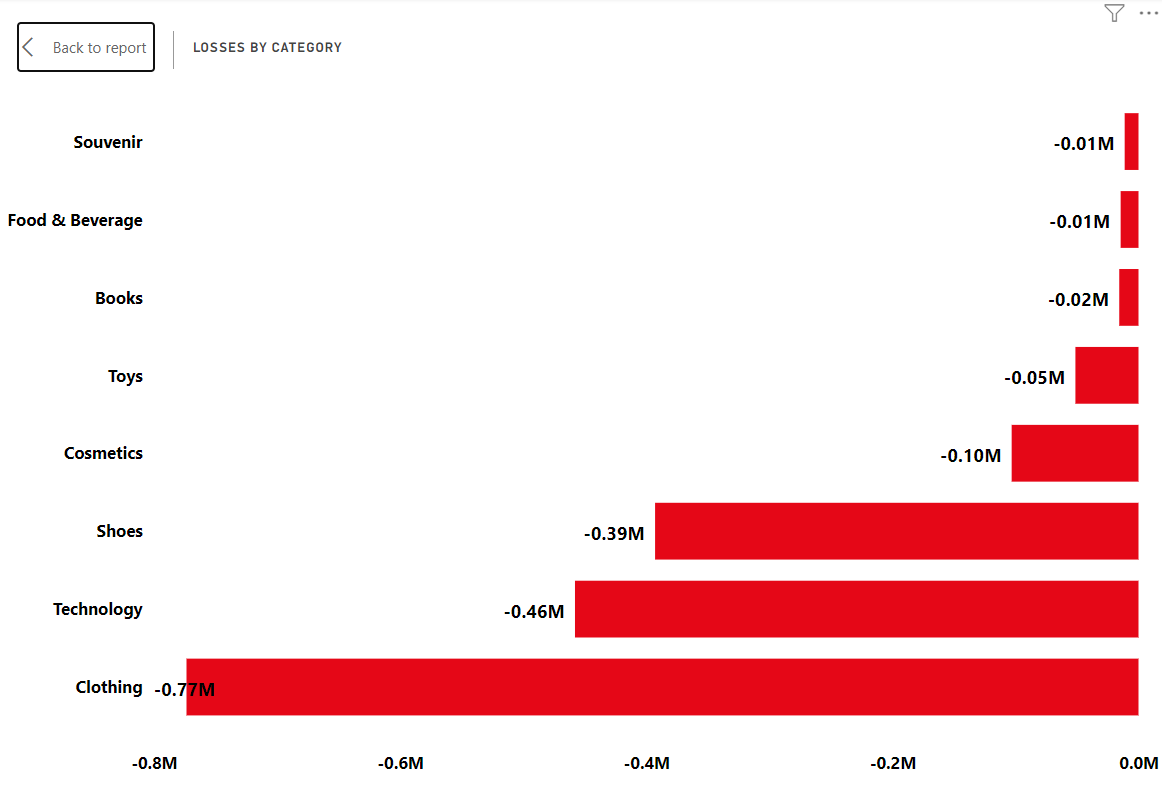 Back to report
LOSSES BY CATEGORY
Souvenir -0.01M
Food & Beverage -0.01M
Books -0.02M
Toys -0.05M
Cosmetics -0.10M
Shoes -0.39M
Technology -0.46M
Clothing -0.77M
-0.8M -0.6M -0.4M -0.2M 0.0M